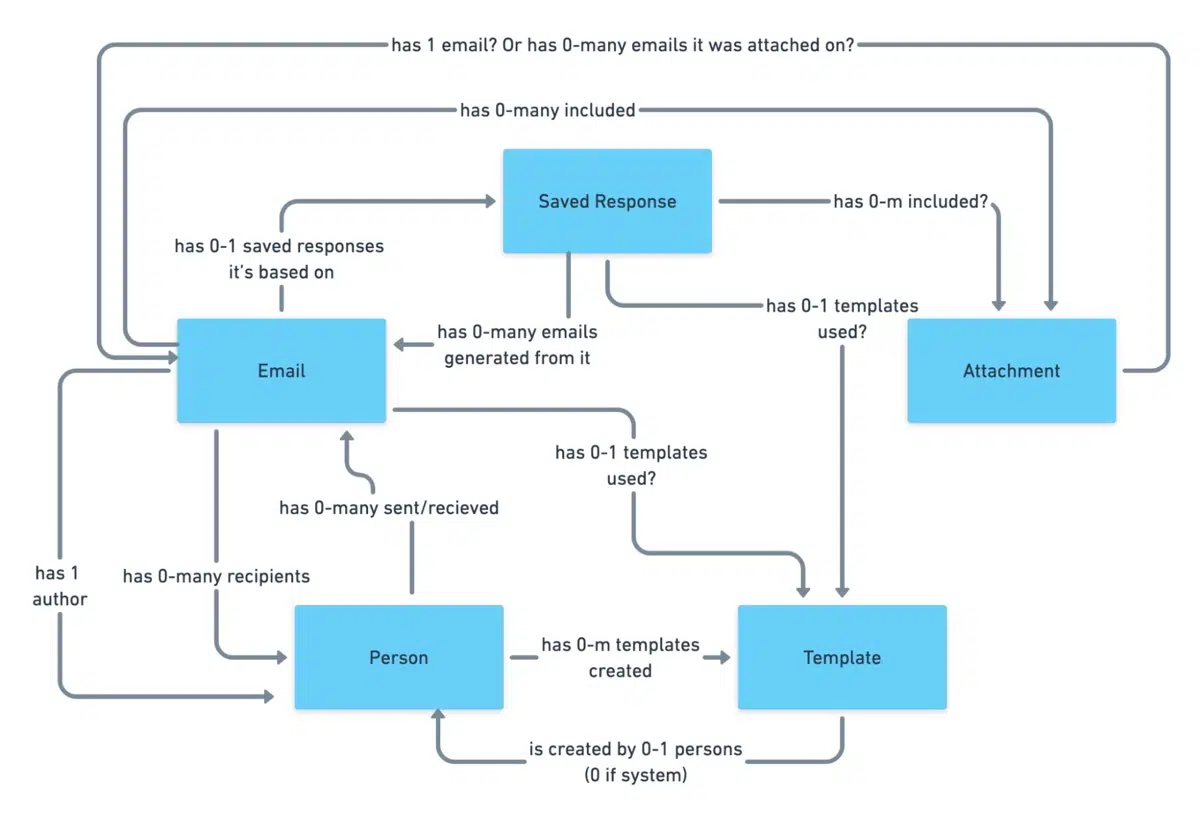 has 1 email? Or has 0-many emails it was attached on?
has 0-many included
Saved Response
has 0-m included?
has 0-1 saved responses
it's based on
has 0-1 templates
used?
has 0-many emails
generated from it
Email
Attachment
has 0-1 templates
used?
has 0-many sent/recieved
has 1
author
has 0-many recipients
Person
has 0-m templates
created
Template
is created by 0-1 persons
(0 if system)